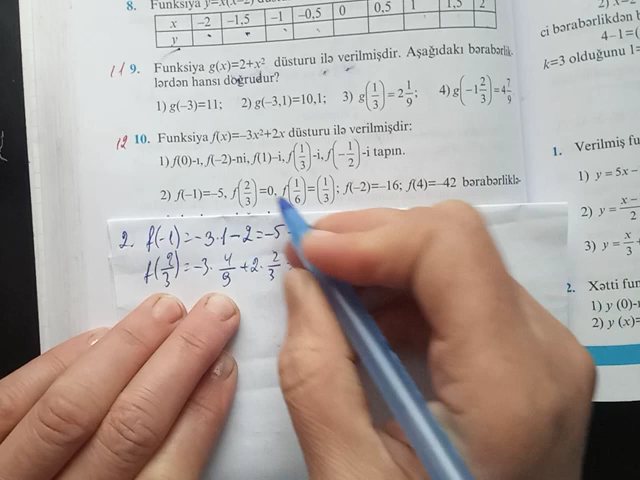 8. Funksiya y=x(x-2) düsturu
x -2 -1,5 -1 -0,5 0 0,5 1 1,5 2
y
11 9. Funksiya g(x)=2+x² düsturu ilə verilmişdir. Aşağıdakı bərabərlik-
lərdən hansı doğrudur?
1) g(-3)=11; 2) g(-3,1)=10,1; 3) g(1/3)=2 1/9; 4) g(-1 2/3)=4 7/9
12 10. Funksiya f(x)=-3x²+2x düsturu ilə verilmişdir:
1) f(0)-ı, f(-2)-ni, f(1)-i, f(1/3)-i, f(-1/2)-i tapın.
2) f(-1)=-5, f(2/3)=0, f(1/6)=(1/3); f(-2)=-16; f(4)=-42 bərabərliklə-
2. f(-1)=-3·1-2=-5
f(2/3)=-3·4/9+2·2/3=
ci bərabərlikdən
4-1=(
k=3 olduğunu
1. Verilmiş fu
1) y=5x-
2) y=x-/2
3) y=x/3
2. Xətti fun
1) y (0)-
2) y (x)=